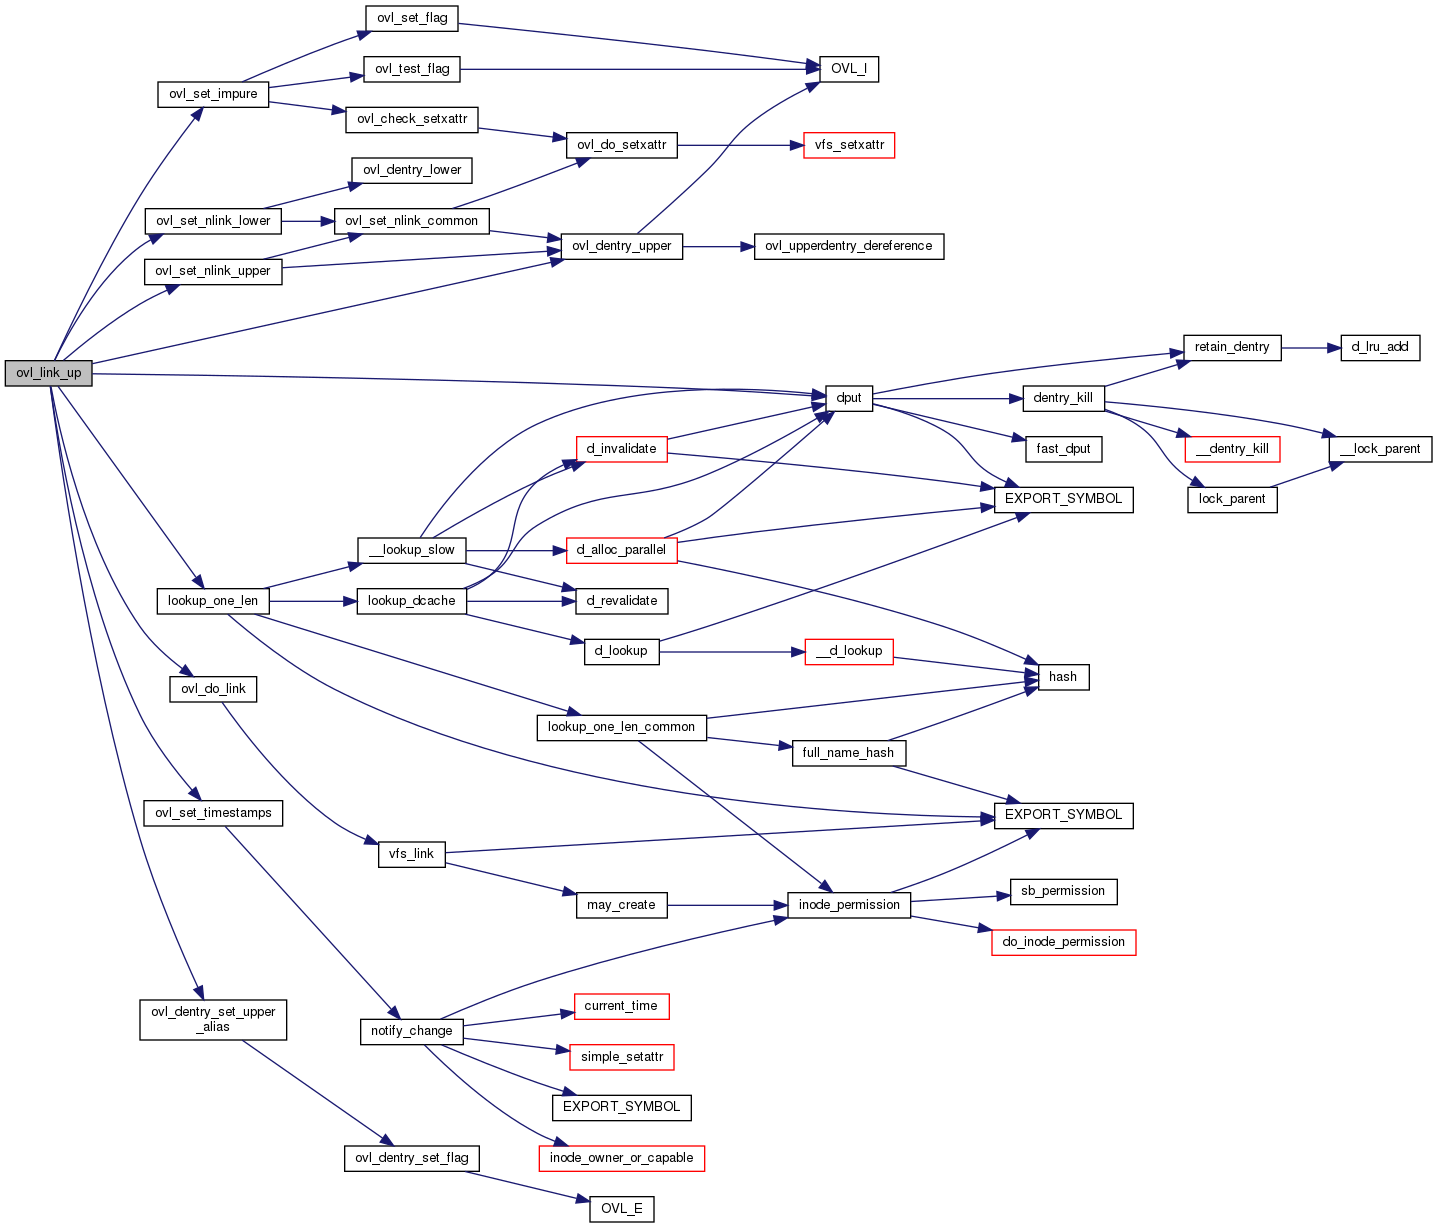 ovl_set_flag
ovl_test_flag
OVL_I
ovl_set_impure
ovl_check_setxattr
ovl_do_setxattr
vfs_setxattr
ovl_dentry_lower
ovl_set_nlink_lower
ovl_set_nlink_common
ovl_dentry_upper
ovl_upperdentry_dereference
ovl_set_nlink_upper
retain_dentry
d_lru_add
ovl_link_up
dput
dentry_kill
d_invalidate
fast_dput
__dentry_kill
__lock_parent
EXPORT_SYMBOL
lock_parent
__lookup_slow
d_alloc_parallel
lookup_one_len
lookup_dcache
d_revalidate
d_lookup
__d_lookup
hash
ovl_do_link
lookup_one_len_common
full_name_hash
ovl_set_timestamps
EXPORT_SYMBOL
vfs_link
may_create
inode_permission
sb_permission
do_inode_permission
ovl_dentry_set_upper
_alias
current_time
notify_change
simple_setattr
EXPORT_SYMBOL
ovl_dentry_set_flag
inode_owner_or_capable
OVL_E